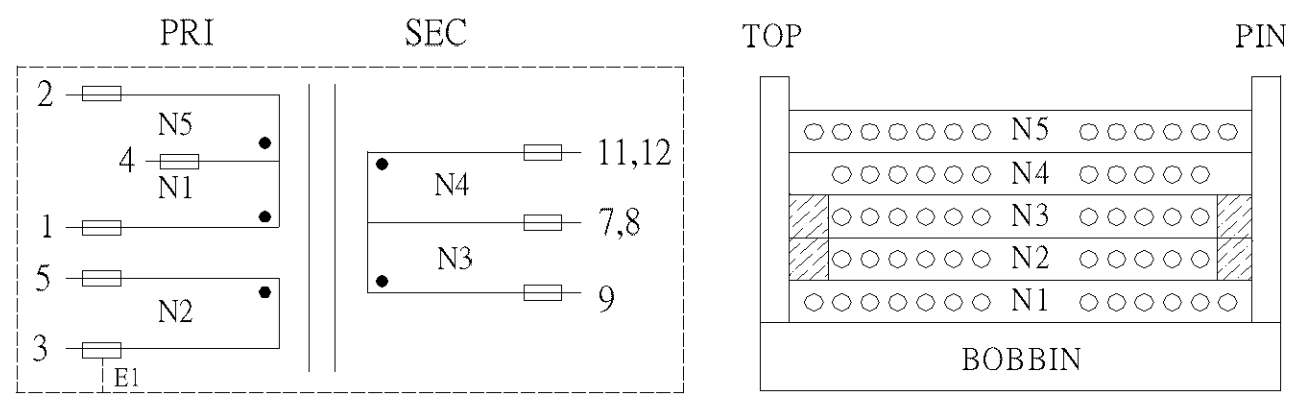 PRI SEC
2
N5
4
N1
1
5
N2
3
E1
11,12
N4
7,8
N3
9
TOP PIN
N5
N4
N3
N2
N1
BOBBIN